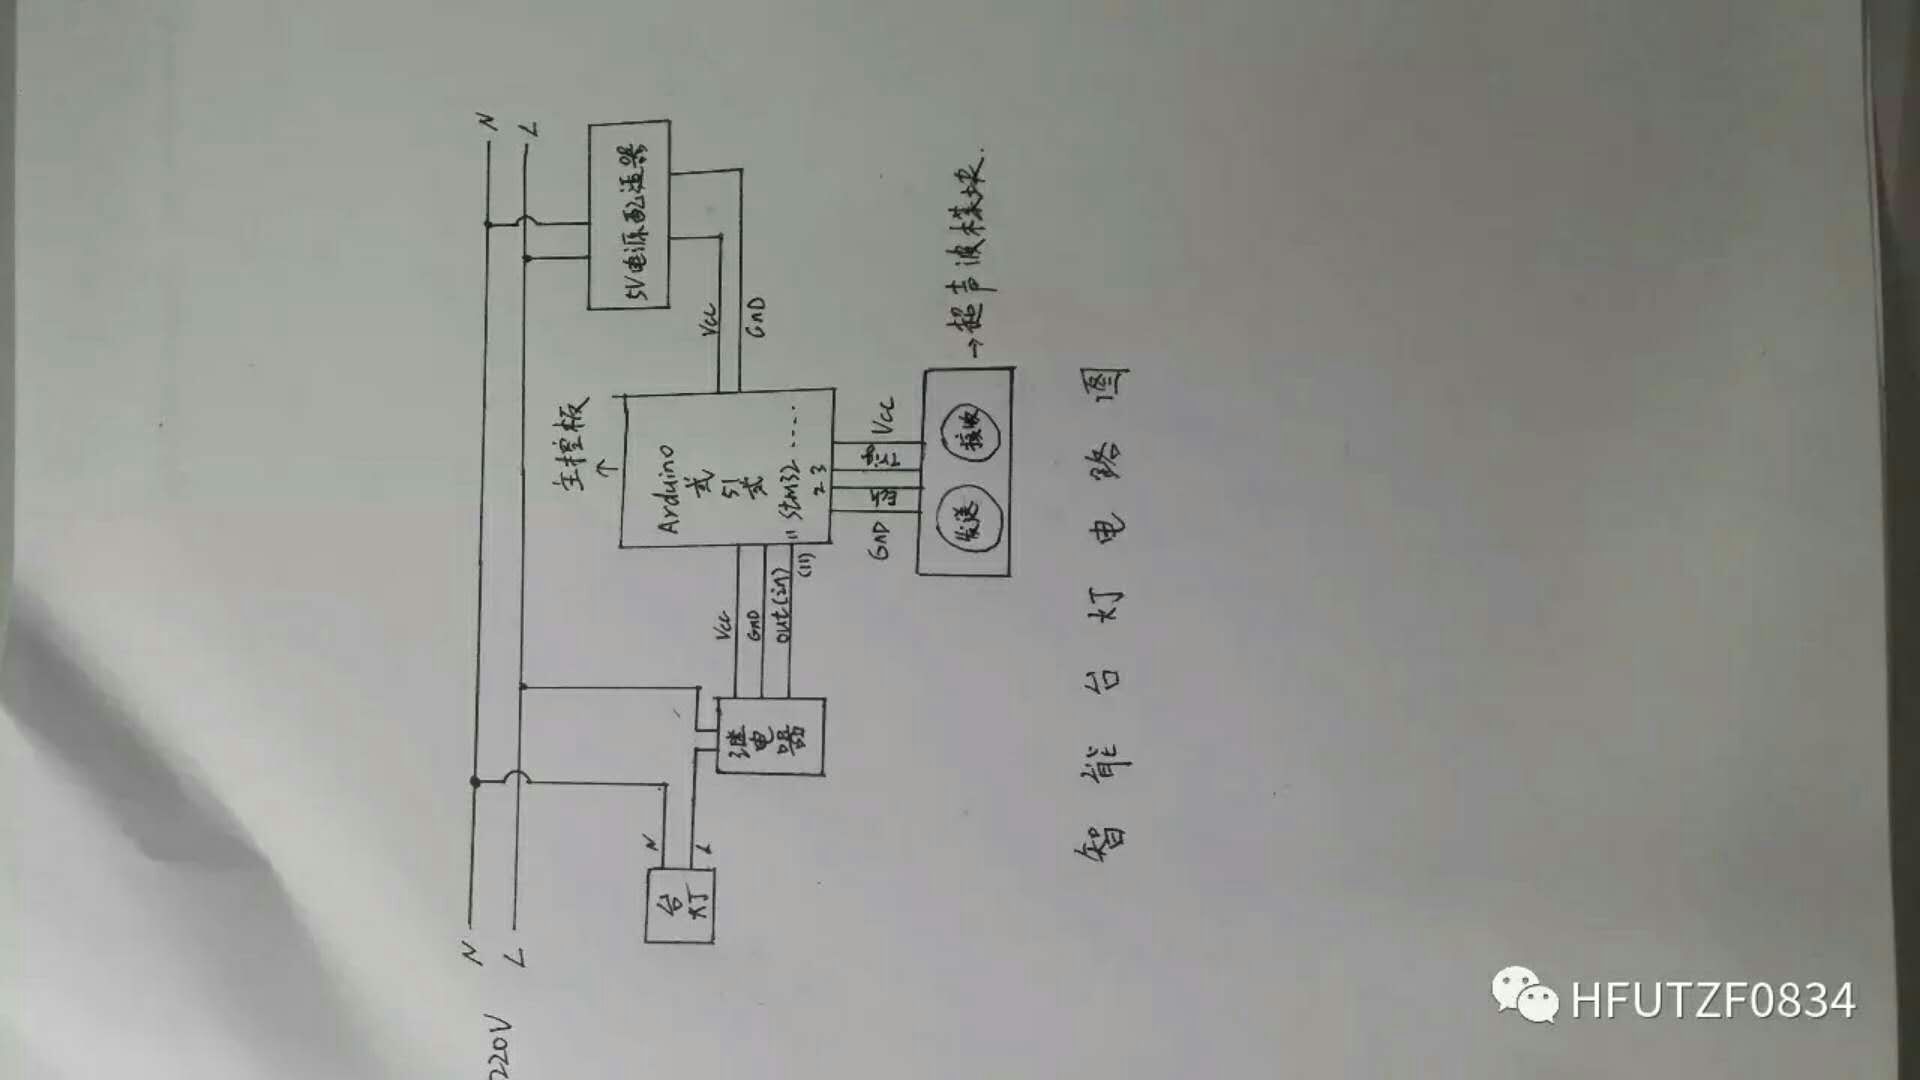 220V
N
L
N
L
5V电源配适器
Vcc
GND
主控板
Arduino
或
51
或
STM32 ......
2 3
11
(11)
Vcc
GND
out(in)
继
电
器
N
L
台
灯
GND
Vcc
发送
接收
→超声波模块.
智能台灯电路图
HFUTZF0834